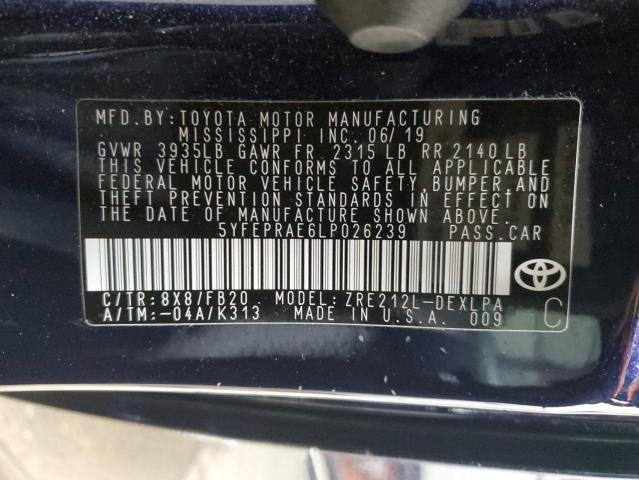 MFD. BY: TOYOTA MOTOR MANUFACTURING
MISSISSIPPI INC. 06/19
GVWR 3935LB GAWR FR 2315 LB RR 2140 LB
THIS VEHICLE CONFORMS TO ALL APPLICABLE
FEDERAL MOTOR VEHICLE SAFETY, BUMPER, AND
THEFT PREVENTION STANDARDS IN EFFECT ON
THE DATE OF MANUFACTURE SHOWN ABOVE.
5YFEPRAE6LP026239 PASS. CAR
C/TR: 8X8/FB20 MODEL: ZRE212L-DEXLPA
A/TM: -04A/K313 MADE IN U.S.A. 009 C